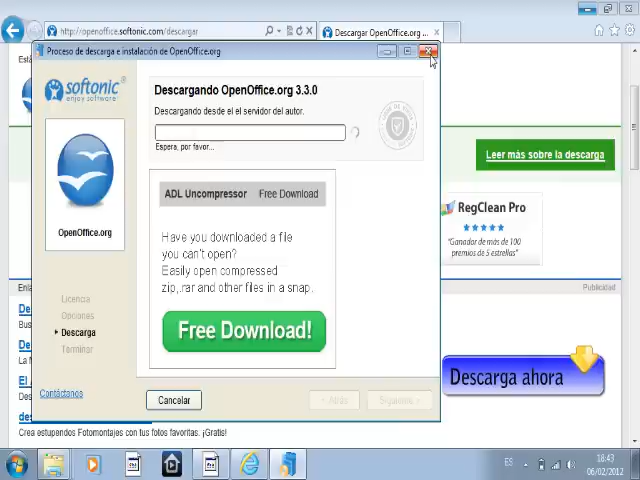 http://openoffice.softonic.com/descargar
Descargar OpenOffice.org ...
Proceso de descarga e instalación de OpenOffice.org
softonic
enjoy software!
Descargando OpenOffice.org 3.3.0
Descargando desde el el servidor del autor.
Espera, por favor...
OpenOffice.org
ADL Uncompressor Free Download
Have you downloaded a file
you can't open?
Easily open compressed
zip,.rar and other files in a snap.
Free Download!
Licencia
Opciones
Descarga
Terminar
Contáctanos
Cancelar
< Atrás
Siguiente >
Leer más sobre la descarga
RegClean Pro
"Ganador de más de 100
premios de 5 estrellas"
Publicidad
Descarga ahora
Crea estupendos Fotomontajes con tus fotos favoritas. ¡Gratis!
ES
18:43
06/02/2012